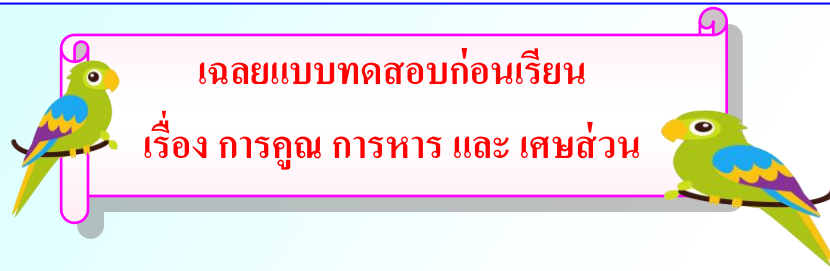 เฉลยแบบทดสอบก่อนเรียน
เรื่อง การคูณ การหาร และ เศษส่วน